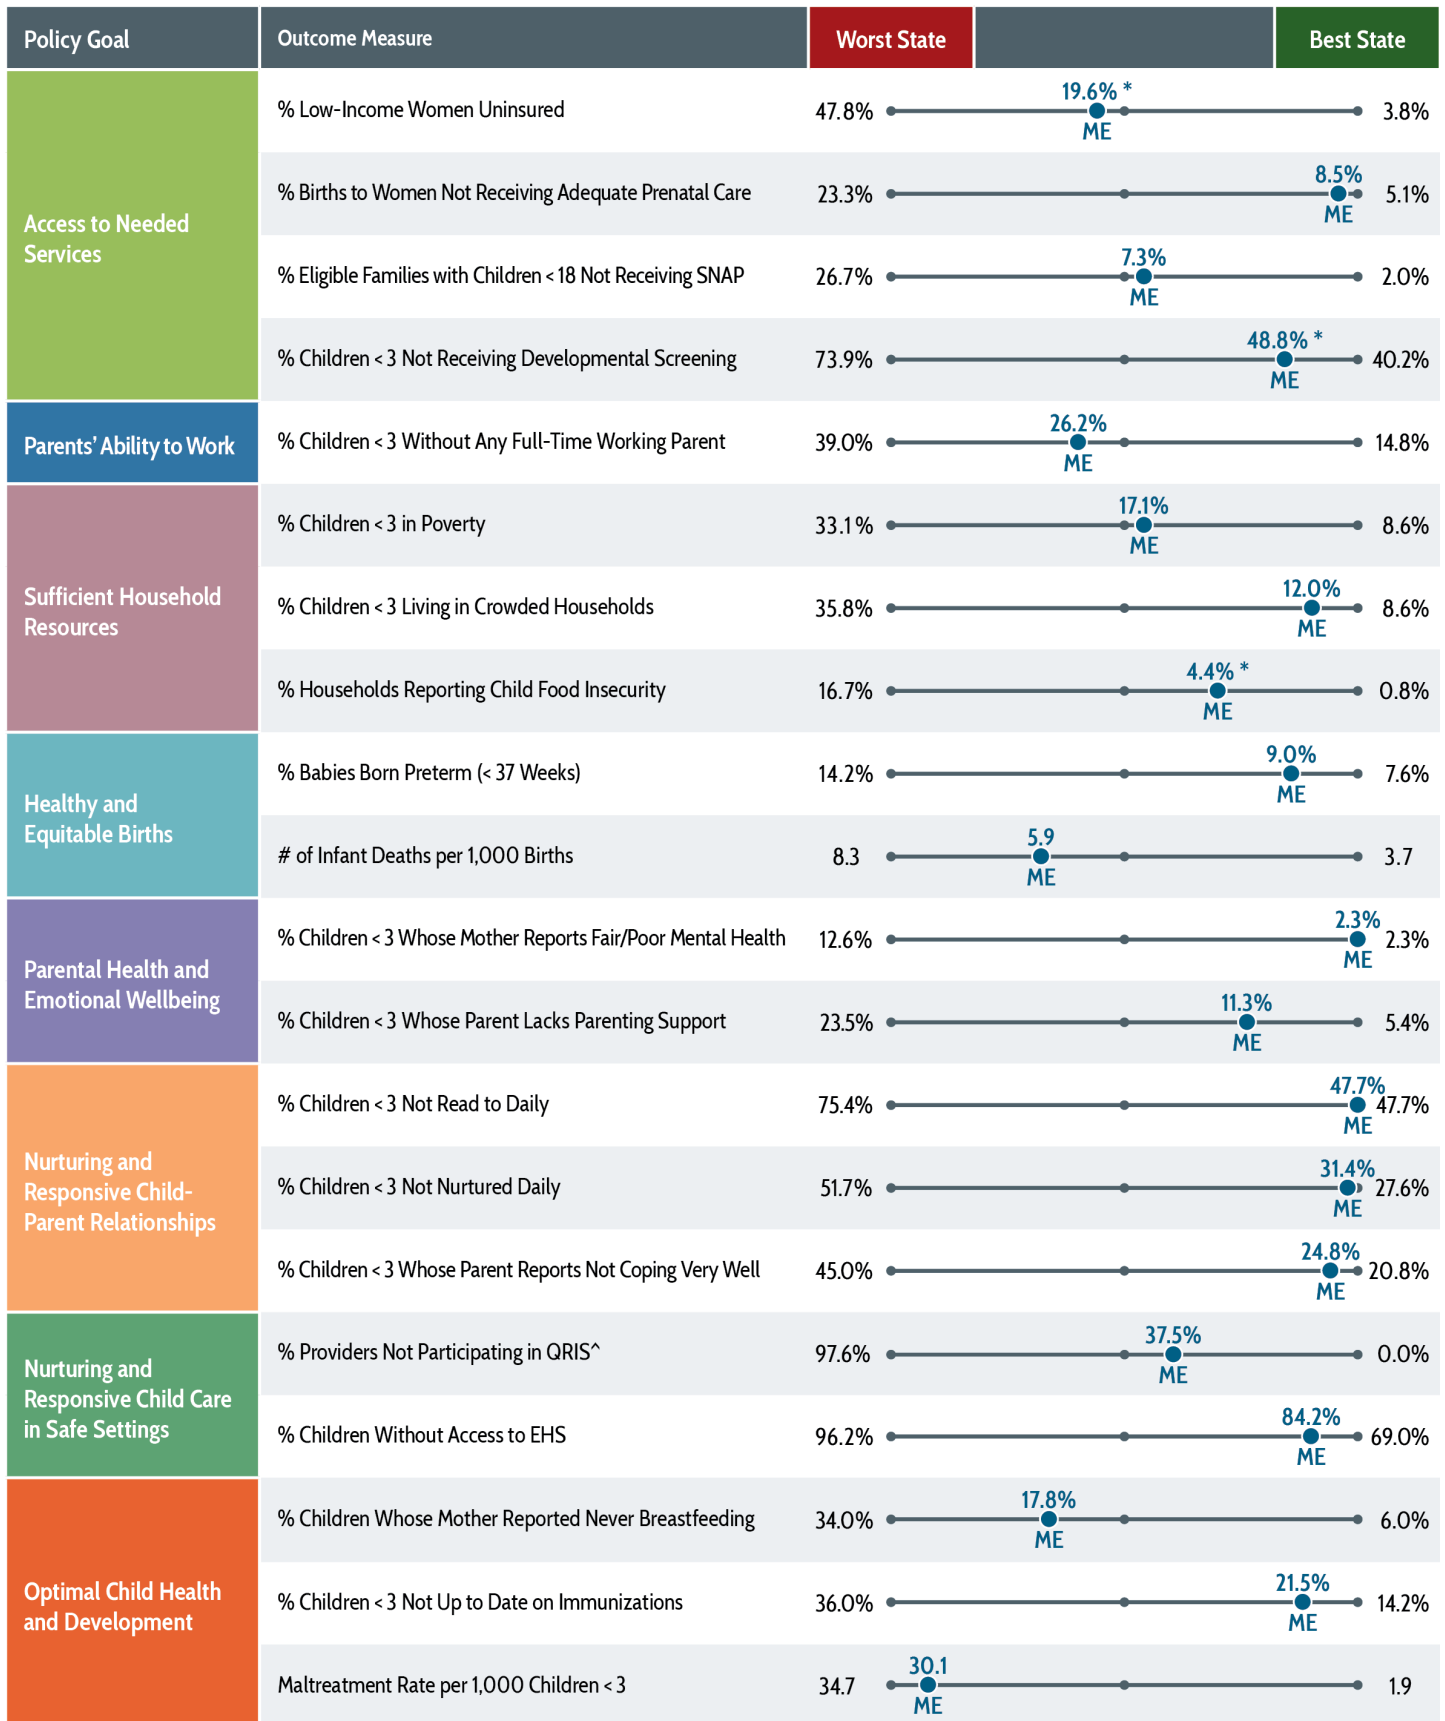 Policy Goal
Outcome Measure
Worst State
Best State
Access to Needed
Services
% Low-Income Women Uninsured
47.8%
19.6% *
ME
3.8%
% Births to Women Not Receiving Adequate Prenatal Care
23.3%
8.5%
ME
5.1%
% Eligible Families with Children < 18 Not Receiving SNAP
26.7%
7.3%
ME
2.0%
% Children < 3 Not Receiving Developmental Screening
73.9%
48.8% *
ME
40.2%
Parents’ Ability to Work
% Children < 3 Without Any Full-Time Working Parent
39.0%
26.2%
ME
14.8%
Sufficient Household
Resources
% Children < 3 in Poverty
33.1%
17.1%
ME
8.6%
% Children < 3 Living in Crowded Households
35.8%
12.0%
ME
8.6%
% Households Reporting Child Food Insecurity
16.7%
4.4% *
ME
0.8%
Healthy and
Equitable Births
% Babies Born Preterm (< 37 Weeks)
14.2%
9.0%
ME
7.6%
# of Infant Deaths per 1,000 Births
8.3
5.9
ME
3.7
Parental Health and
Emotional Wellbeing
% Children < 3 Whose Mother Reports Fair/Poor Mental Health
12.6%
2.3%
ME
2.3%
% Children < 3 Whose Parent Lacks Parenting Support
23.5%
11.3%
ME
5.4%
Nurturing and
Responsive Child-
Parent Relationships
% Children < 3 Not Read to Daily
75.4%
47.7%
ME
47.7%
% Children < 3 Not Nurtured Daily
51.7%
31.4%
ME
27.6%
% Children < 3 Whose Parent Reports Not Coping Very Well
45.0%
24.8%
ME
20.8%
Nurturing and
Responsive Child Care
in Safe Settings
% Providers Not Participating in QRIS^
97.6%
37.5%
ME
0.0%
% Children Without Access to EHS
96.2%
84.2%
ME
69.0%
Optimal Child Health
and Development
% Children Whose Mother Reported Never Breastfeeding
34.0%
17.8%
ME
6.0%
% Children < 3 Not Up to Date on Immunizations
36.0%
21.5%
ME
14.2%
Maltreatment Rate per 1,000 Children < 3
34.7
30.1
ME
1.9